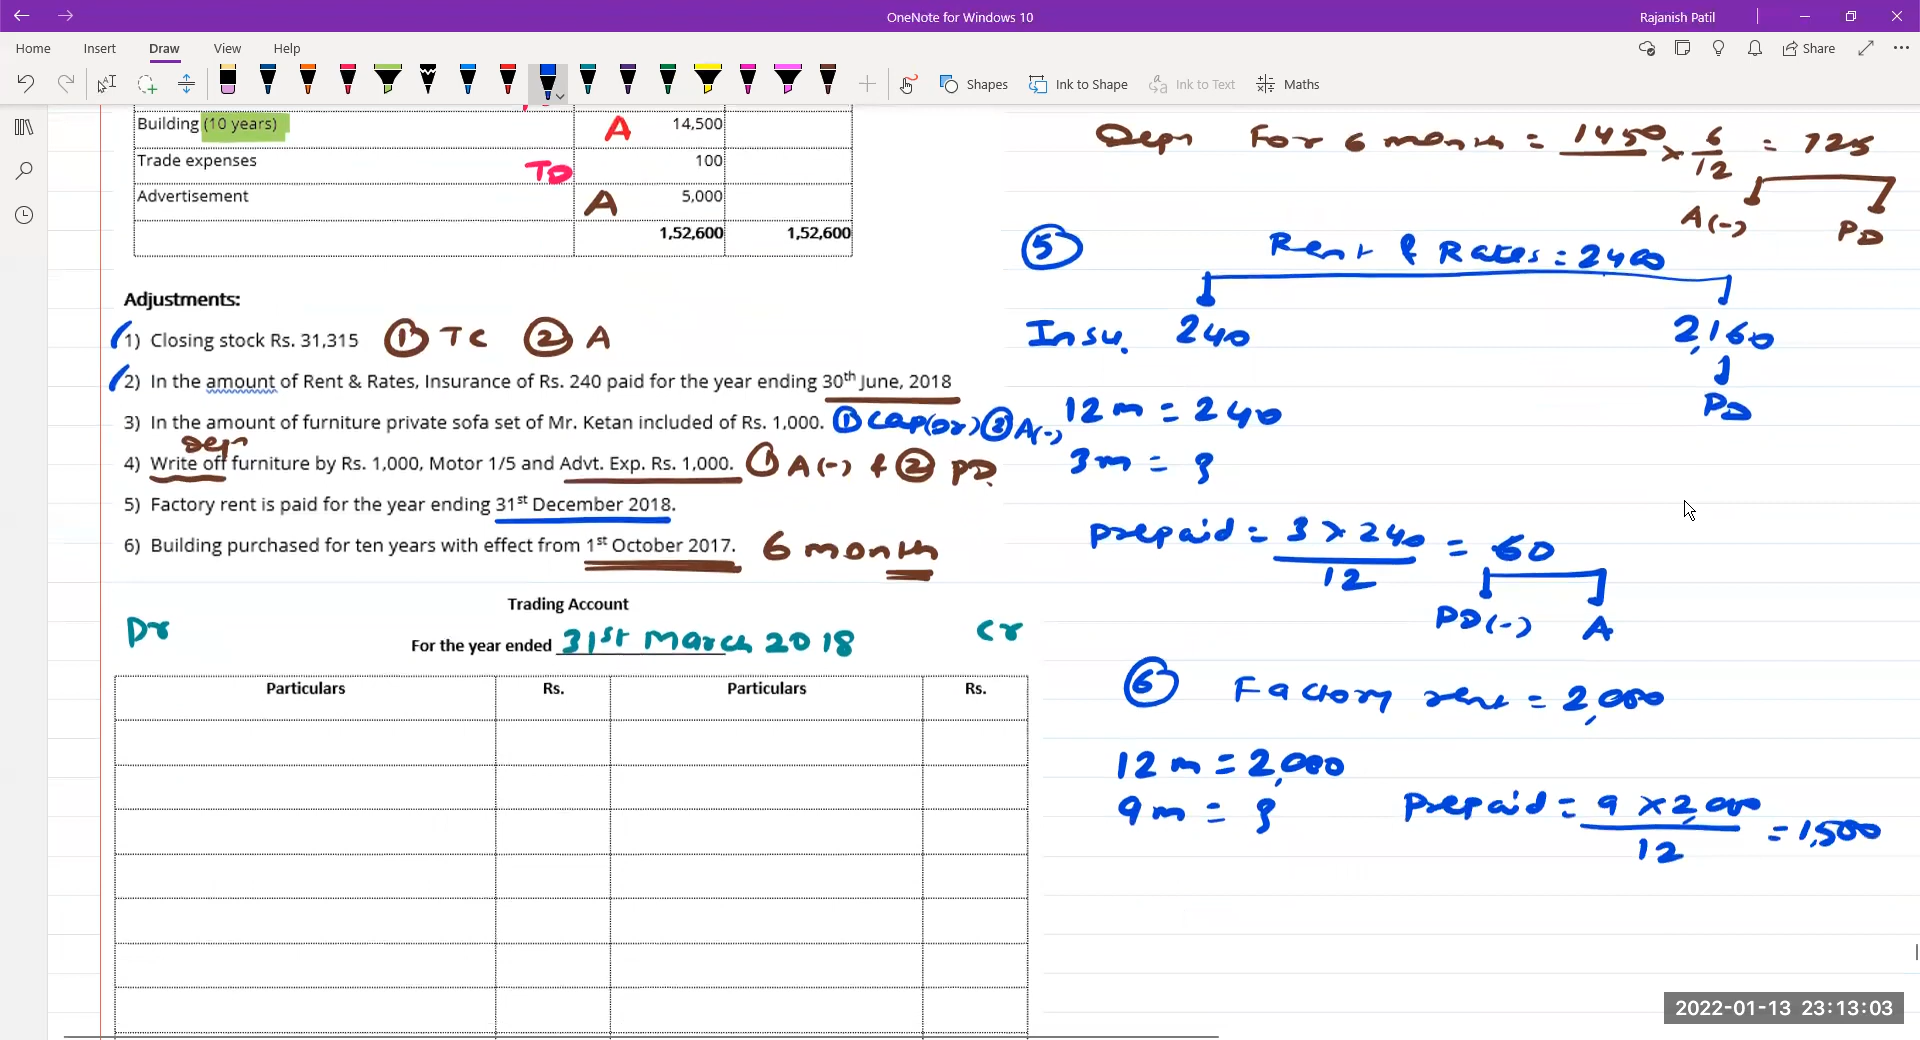 OneNote for Windows 10
Rajanish Patil
Home Insert Draw View Help
Share
Shapes Ink to Shape Ink to Text Maths
Building (10 years) A 14,500
Trade expenses 100
TD
Advertisement A 5,000
1,52,600 1,52,600
Adjustments:
1) Closing stock Rs. 31,315 ① TC ② A
2) In the amount of Rent & Rates, Insurance of Rs. 240 paid for the year ending 30th June, 2018
3) In the amount of furniture private sofa set of Mr. Ketan included of Rs. 1,000. ① Cap(Dr) ② A(-)
Depn
4) Write off furniture by Rs. 1,000, Motor 1/5 and Advt. Exp. Rs. 1,000. ① A(-) & ② PD
5) Factory rent is paid for the year ending 31st December 2018.
6) Building purchased for ten years with effect from 1st October 2017. 6 month
Trading Account
Dr For the year ended 31st March 2018 Cr
Particulars Rs. Particulars Rs.
Depn For 6 month = 1450 × 6/12 = 725
A(-) PD
⑤ Rent & Rates = 2400
Insu. 240 2,160
PD
12 m = 240
3 m = ?
Prepaid = 3 × 240 / 12 = 60
PD(-) A
⑥ Factory rent = 2,000
12 m = 2,000
9 m = ? Prepaid = 9 × 2,000 / 12 = 1,500
2022-01-13 23:13:03